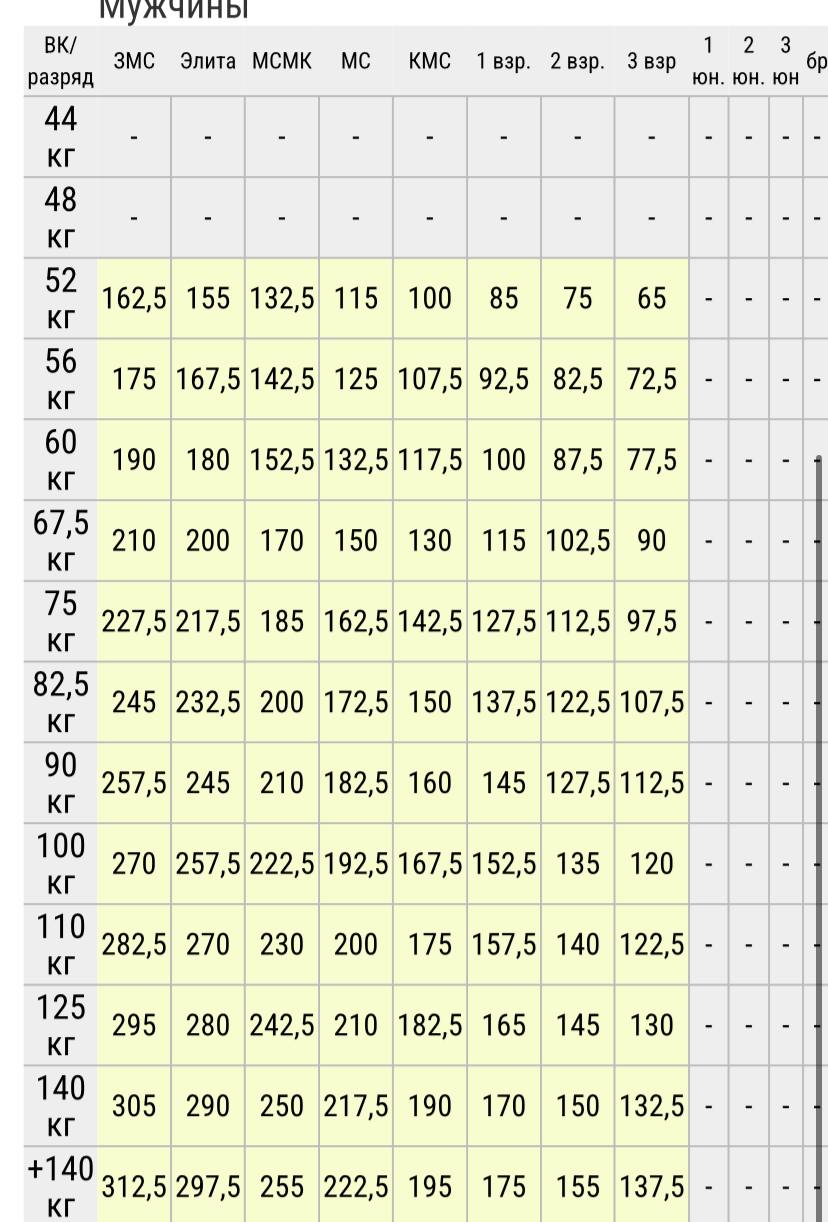 Мужчины
ВК/разряд ЗМС Элита МСМК МС КМС 1 взр. 2 взр. 3 взр 1 юн. 2 юн. 3 юн бр
44 кг - - - - - - - - - - - -
48 кг - - - - - - - - - - - -
52 кг 162,5 155 132,5 115 100 85 75 65 - - - -
56 кг 175 167,5 142,5 125 107,5 92,5 82,5 72,5 - - - -
60 кг 190 180 152,5 132,5 117,5 100 87,5 77,5 - - - -
67,5 кг 210 200 170 150 130 115 102,5 90 - - - -
75 кг 227,5 217,5 185 162,5 142,5 127,5 112,5 97,5 - - - -
82,5 кг 245 232,5 200 172,5 150 137,5 122,5 107,5 - - - -
90 кг 257,5 245 210 182,5 160 145 127,5 112,5 - - - -
100 кг 270 257,5 222,5 192,5 167,5 152,5 135 120 - - - -
110 кг 282,5 270 230 200 175 157,5 140 122,5 - - - -
125 кг 295 280 242,5 210 182,5 165 145 130 - - - -
140 кг 305 290 250 217,5 190 170 150 132,5 - - - -
+140 кг 312,5 297,5 255 222,5 195 175 155 137,5 - - - -